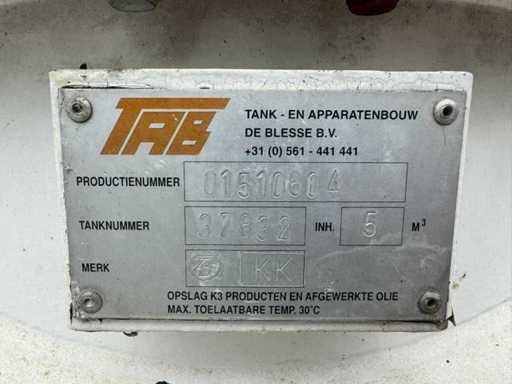 TAB
TANK - EN APPARATENBOUW
DE BLESSE B.V.
+31 (0) 561 - 441 441
PRODUCTIENUMMER 01510604
TANKNUMMER 37832 INH. 5 M³
MERK KK
OPSLAG K3 PRODUCTEN EN AFGEWERKTE OLIE
MAX. TOELAATBARE TEMP. 30°C